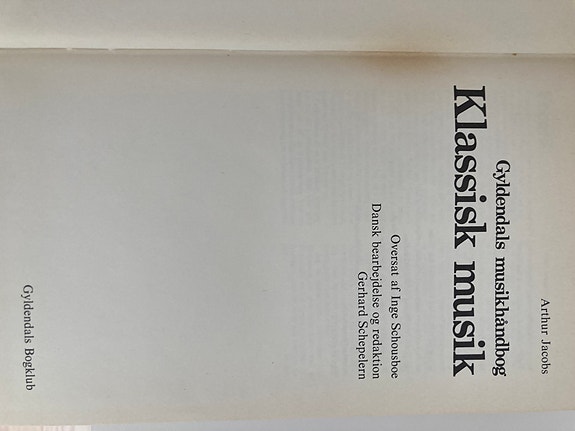 Arthur Jacobs
Gyldendals musikhåndbog
Klassisk musik
Oversat af Inge Schousboe
Dansk bearbejdelse og redaktion
Gerhard Schepelern
Gyldendals Bogklub